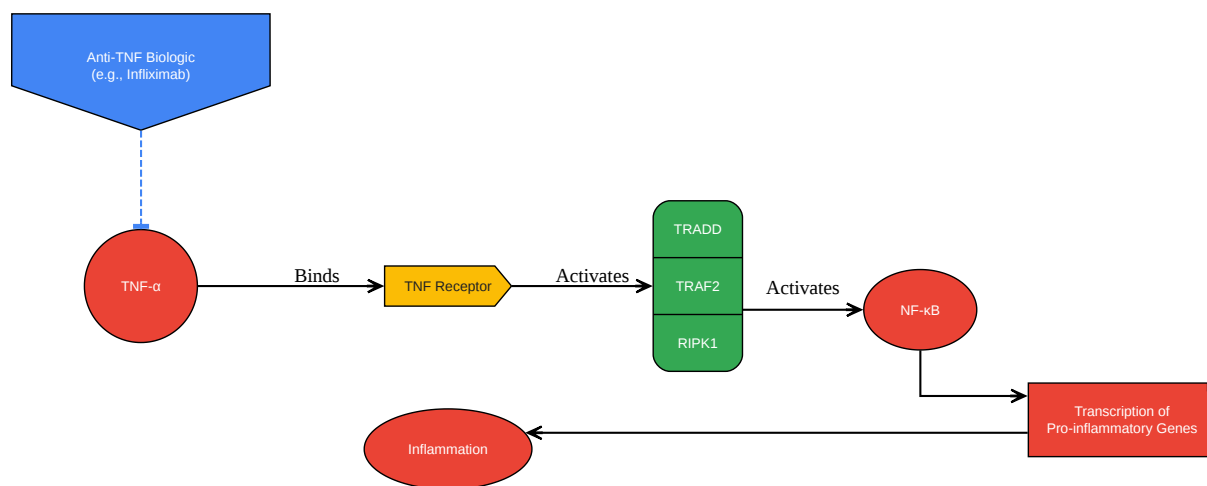 Anti-TNF Biologic
(e.g., Infliximab)
TNF-α
Binds
TNF Receptor
Activates
TRADD
TRAF2
RIPK1
Activates
NF-κB
Transcription of
Pro-inflammatory Genes
Inflammation